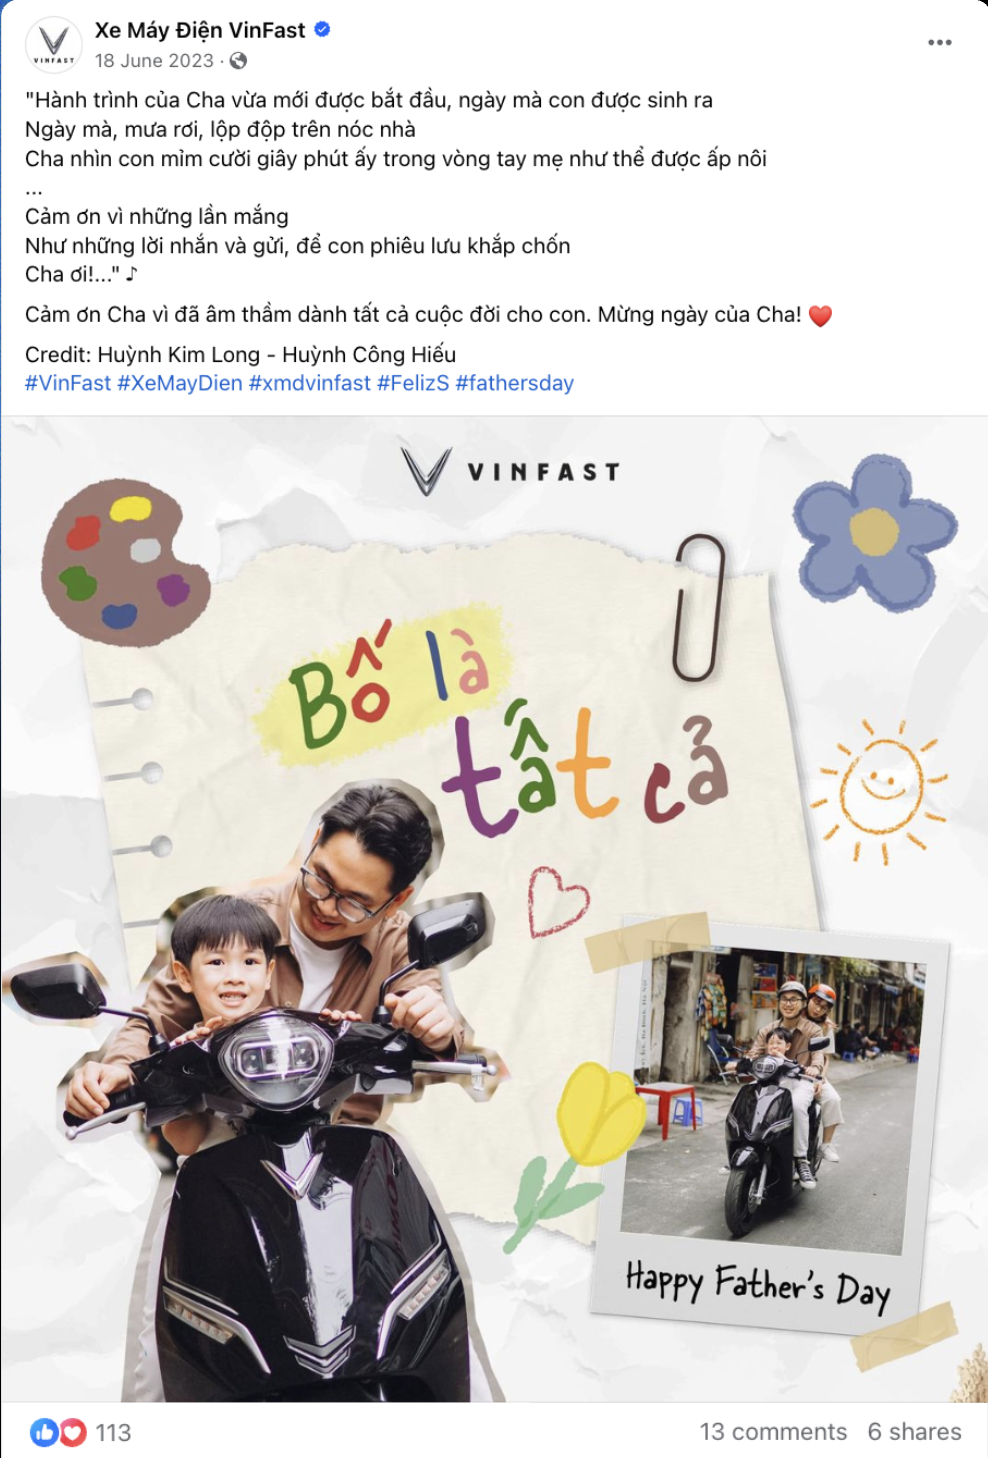 Xe Máy Điện VinFast
18 June 2023 ·
"Hành trình của Cha vừa mới được bắt đầu, ngày mà con được sinh ra
Ngày mà, mưa rơi, lộp độp trên nóc nhà
Cha nhìn con mỉm cười giây phút ấy trong vòng tay mẹ như thể được ấp nôi
...
Cảm ơn vì những lần mắng
Như những lời nhắn và gửi, để con phiêu lưu khắp chốn
Cha ơi!..." ♪
Cảm ơn Cha vì đã âm thầm dành tất cả cuộc đời cho con. Mừng ngày của Cha! ❤️
Credit: Huỳnh Kim Long - Huỳnh Công Hiếu
#VinFast #XeMayDien #xmdvinfast #FelizS #fathersday
VINFAST
VINFAST
Bố là
tất cả
Happy Father's Day
113
13 comments 6 shares